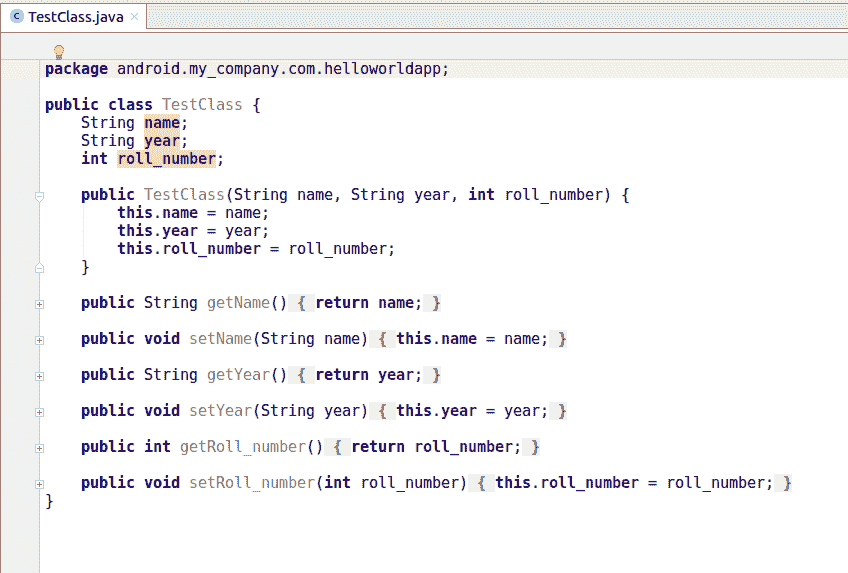 TestClass.java
package android.my_company.com.helloworldapp;
public class TestClass {
String name;
String year;
int roll_number;
public TestClass(String name, String year, int roll_number) {
this.name = name;
this.year = year;
this.roll_number = roll_number;
}
public String getName() { return name; }
public void setName(String name) { this.name = name; }
public String getYear() { return year; }
public void setYear(String year) { this.year = year; }
public int getRoll_number() { return roll_number; }
public void setRoll_number(int roll_number) { this.roll_number = roll_number; }
}